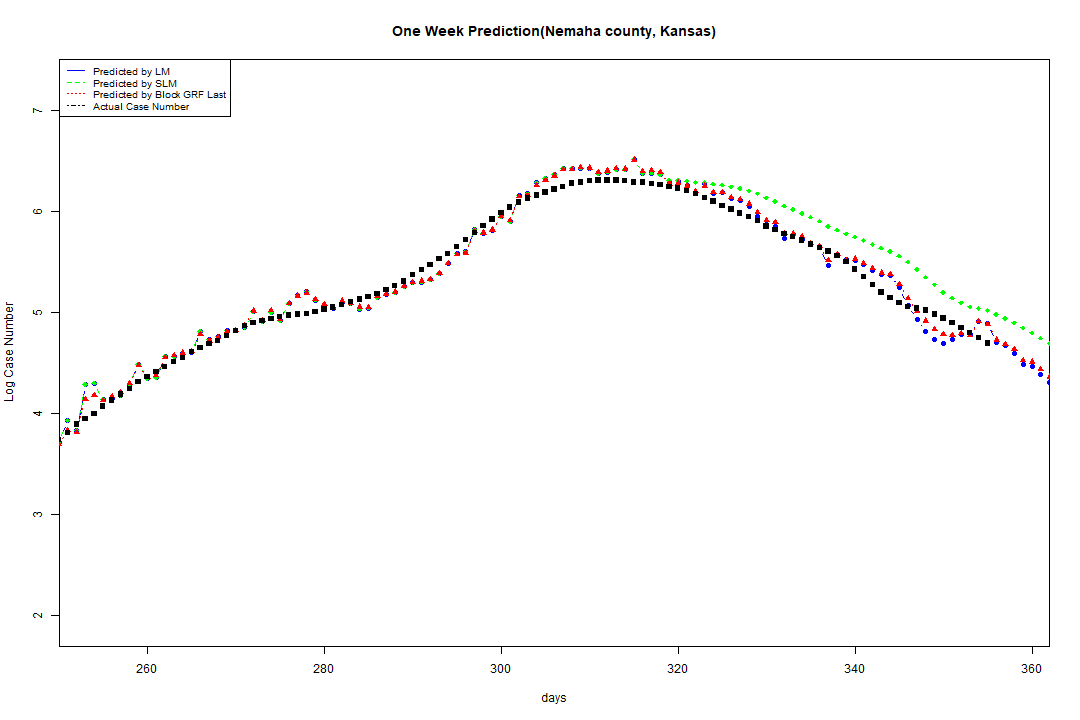 One Week Prediction(Nemaha county, Kansas)
Predicted by LM
Predicted by SLM
Predicted by Block GRF Last
Actual Case Number
7
6
5
4
3
2
Log Case Number
260 280 300 320 340 360
days